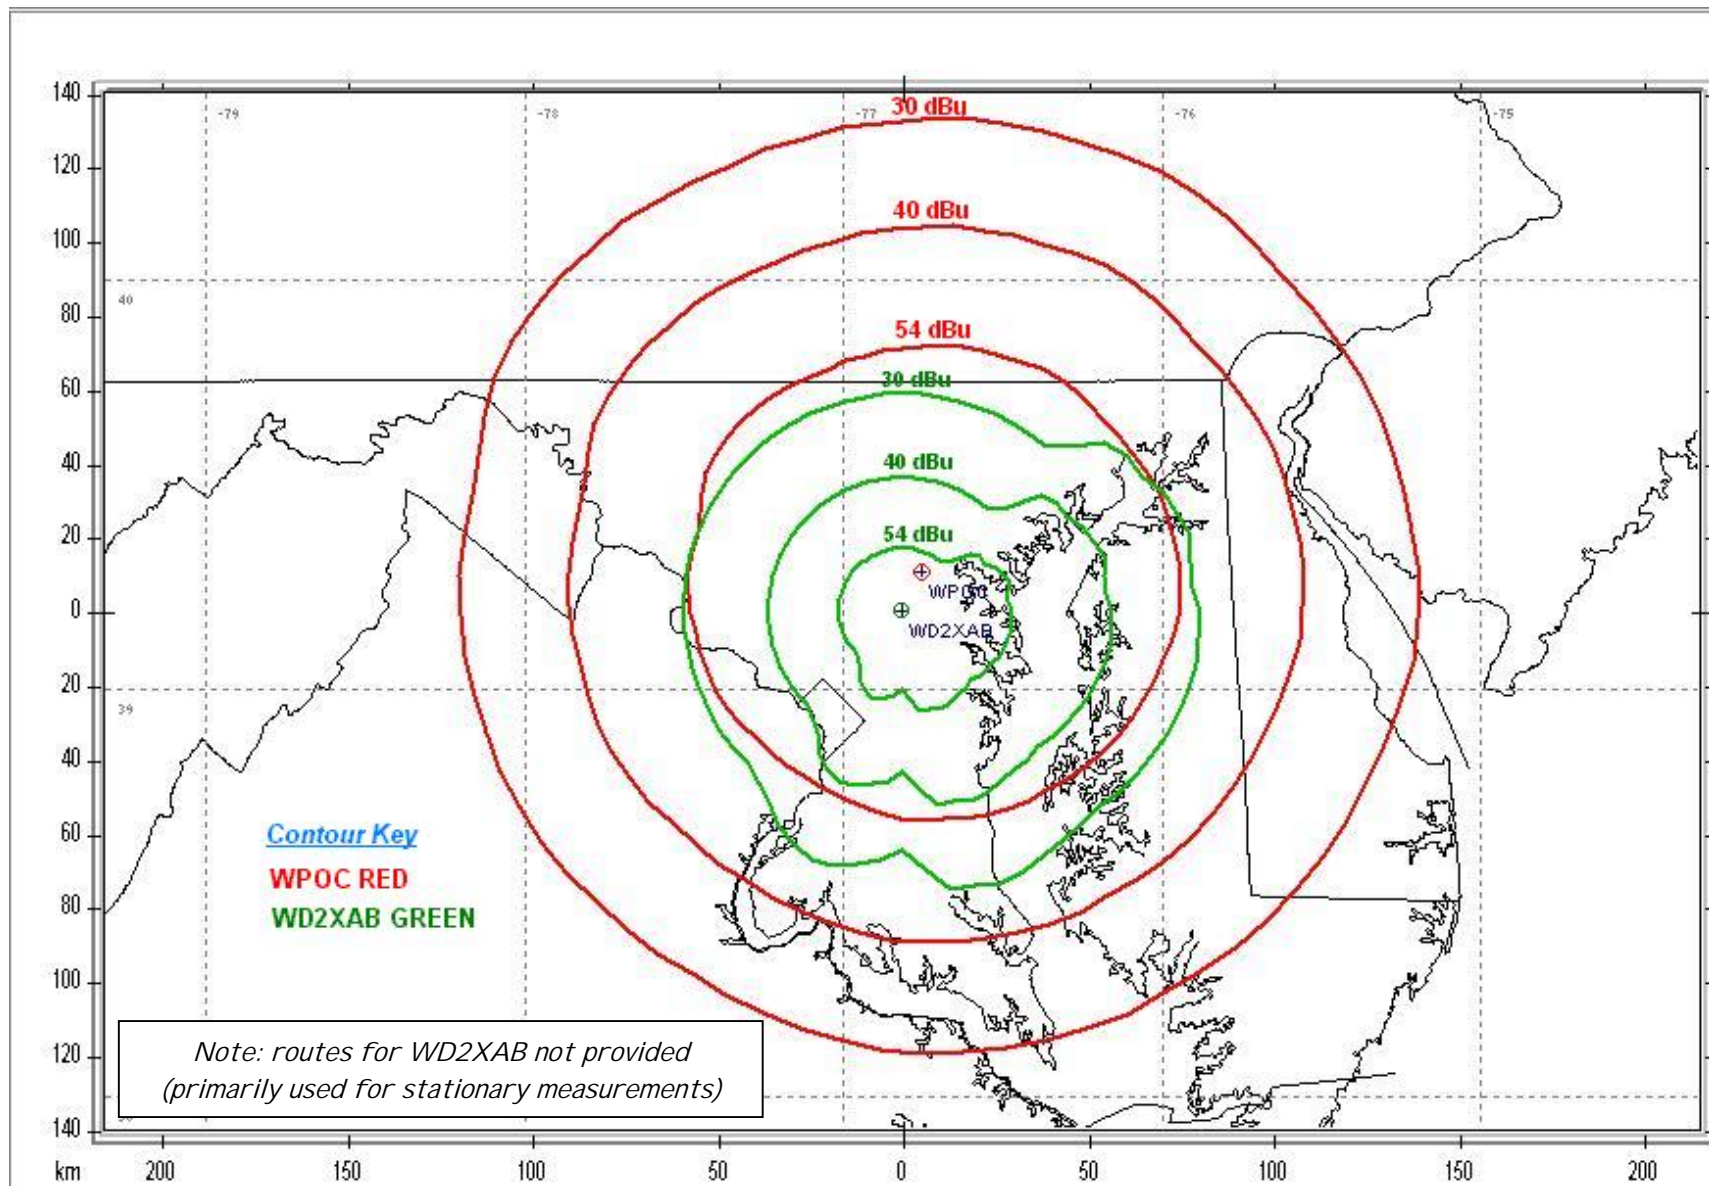 140
120
100
80
60
40
20
0
20
40
60
80
100
120
140
-79
-78
-77
-76
-75
40
39
30 dBu
40 dBu
54 dBu
30 dBu
40 dBu
54 dBu
WPOC
WD2XAB
Contour Key
WPOC RED
WD2XAB GREEN
Note: routes for WD2XAB not provided
(primarily used for stationary measurements)
km 200 150 100 50 0 50 100 150 200